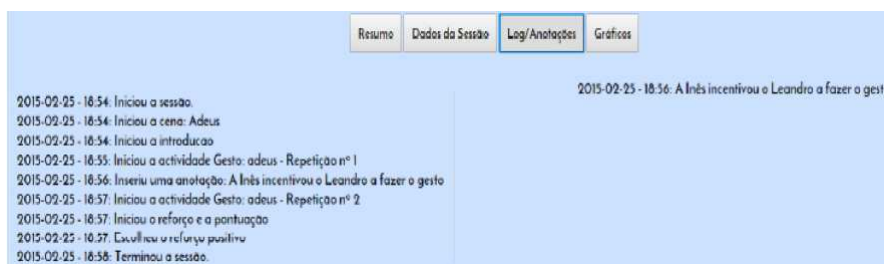 Resumo Dados da Sessão Log/Anotações Gráficos
2015-02-25 - 18:56: A Inês incentivou o Leandro a fazer o gest
2015-02-25 - 18:54: Iniciou a sessão.
2015-02-25 - 18:54: Iniciou a cena: Adeus
2015-02-25 - 18:54: Iniciou a introducao
2015-02-25 - 18:55: Iniciou a actividade Gesto: adeus - Repetição nº 1
2015-02-25 - 18:56: Inseriu uma anotação: A Inês incentivou o Leandro a fazer o gesto
2015-02-25 - 18:57: Iniciou a actividade Gesto: adeus - Repetição nº 2
2015-02-25 - 18:57: Iniciou o reforço e a pontuação
2015-02-25 - 18:57: Escolheu o reforço positivo
2015-02-25 - 18:58: Terminou a sessão.